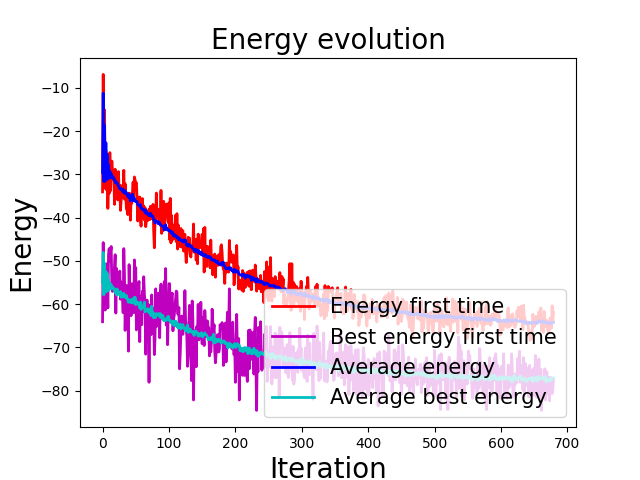 Energy evolution
Energy
−10
−20
−30
−40
−50
−60
−70
−80
Energy first time
Best energy first time
Average energy
Average best energy
0 100 200 300 400 500 600 700
Iteration